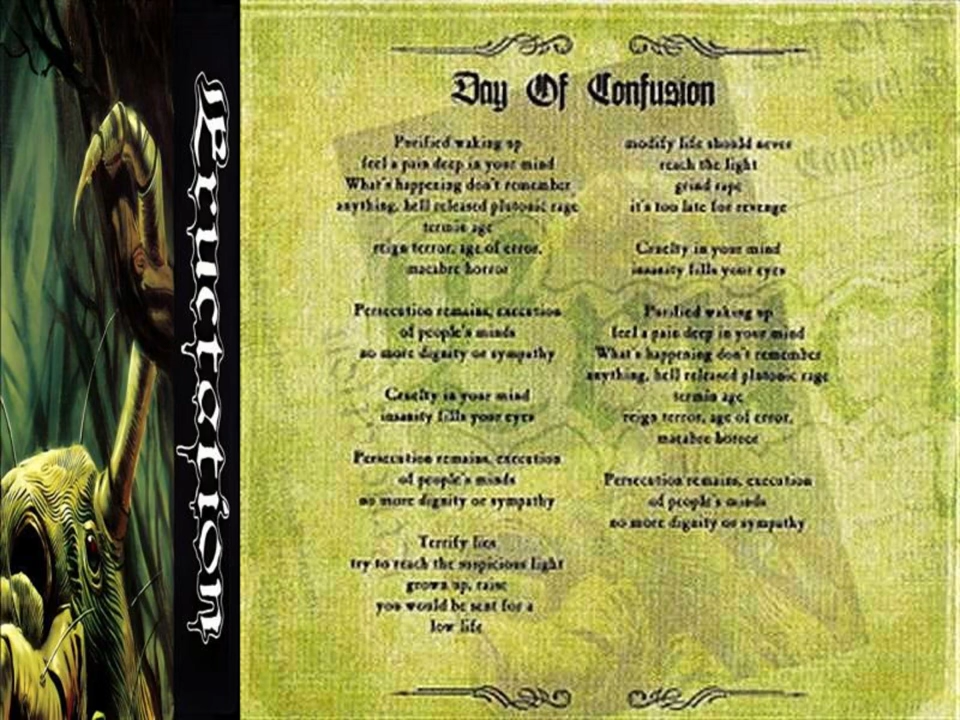 Eructation
Day Of Confusion
Purified waking up
feel a pain deep in your mind
What's happening don't remember
anything, hell released plutonic rage
termin age
reign terror, age of error,
macabre horror
Persecution remains, execution
of people's minds
no more dignity or sympathy
Cruelty in your mind
insanity fills your eyes
Persecution remains, execution
of people's minds
no more dignity or sympathy
Terrify lies
try to reach the suspicious light
grown up, raise
you would be sent for a
low life
modify life should never
reach the light
grind rape
it's too late for revenge
Cruelty in your mind
insanity fills your eyes
Purified waking up
feel a pain deep in your mind
What's happening don't remember
anything, hell released plutonic rage
termin age
reign terror, age of error,
macabre horror
Persecution remains, execution
of people's minds
no more dignity or sympathy